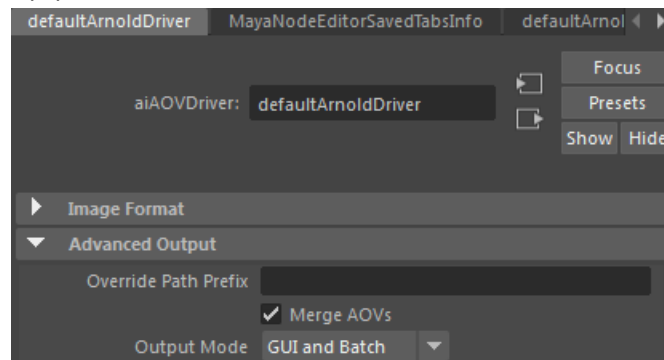 defaultArnoldDriver MayaNodeEditorSavedTabsInfo defaultArnol
Focus
aiAOVDriver: defaultArnoldDriver
Presets
Show Hide
Image Format
Advanced Output
Override Path Prefix
Merge AOVs
Output Mode GUI and Batch